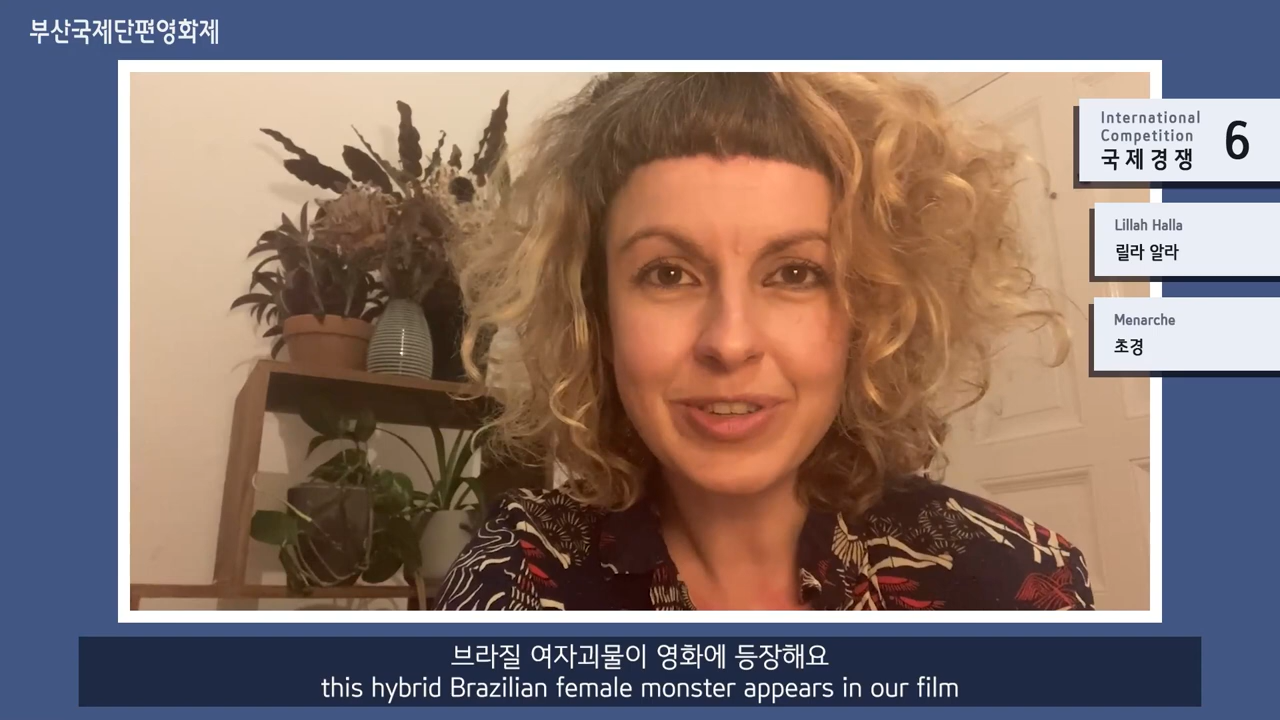 부산국제단편영화제
International
Competition
국제경쟁
6
Lillah Halla
릴라 알라
Menarche
초경
브라질 여자괴물이 영화에 등장해요
this hybrid Brazilian female monster appears in our film